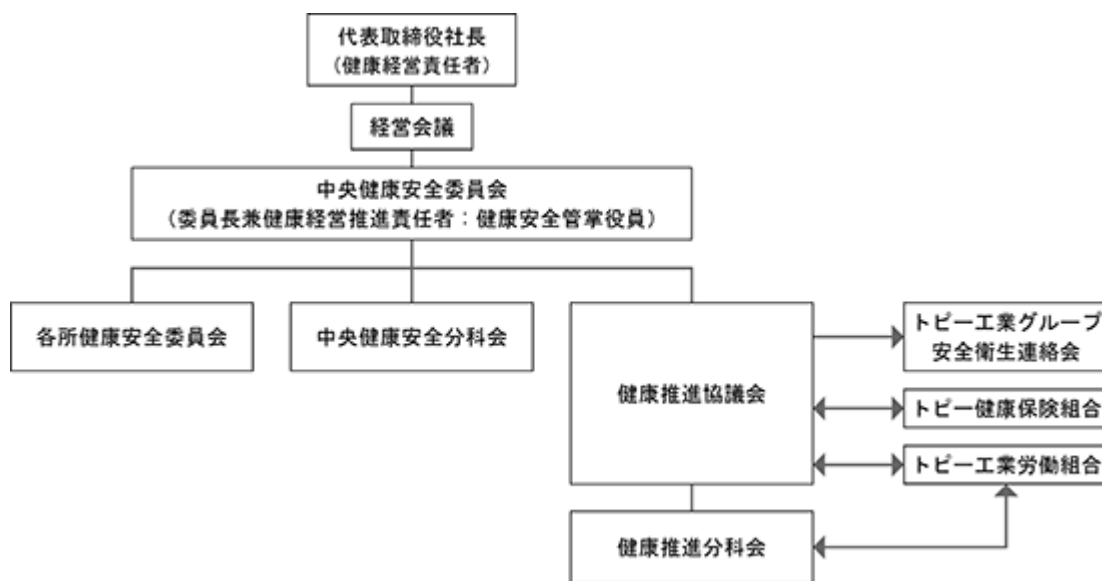 代表取締役社長
（健康経営責任者）
経営会議
中央健康安全委員会
（委員長兼健康経営推進責任者：健康安全管掌役員）
各所健康安全委員会
中央健康安全分科会
健康推進協議会
トピー工業グループ
安全衛生連絡会
トピー健康保険組合
トピー工業労働組合
健康推進分科会